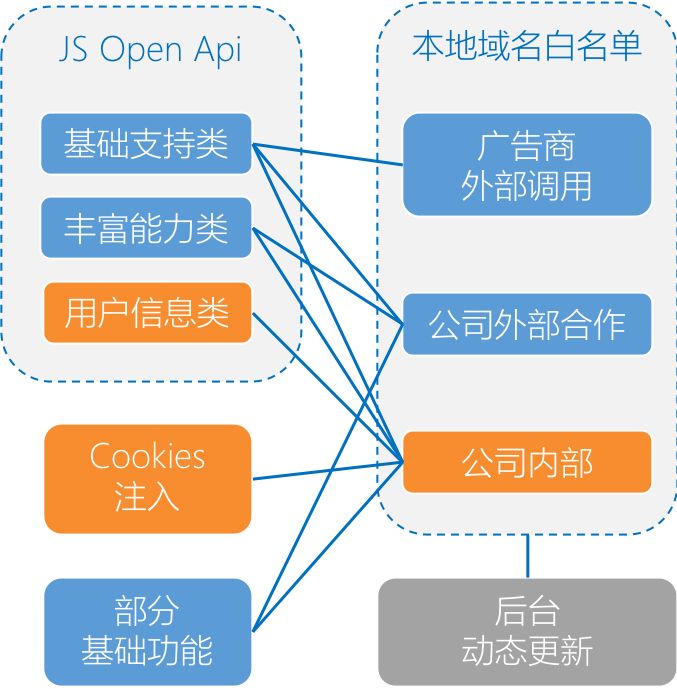 JS Open Api
基础支持类
丰富能力类
用户信息类
Cookies
注入
部分
基础功能
本地域名白名单
广告商
外部调用
公司外部合作
公司内部
后台
动态更新